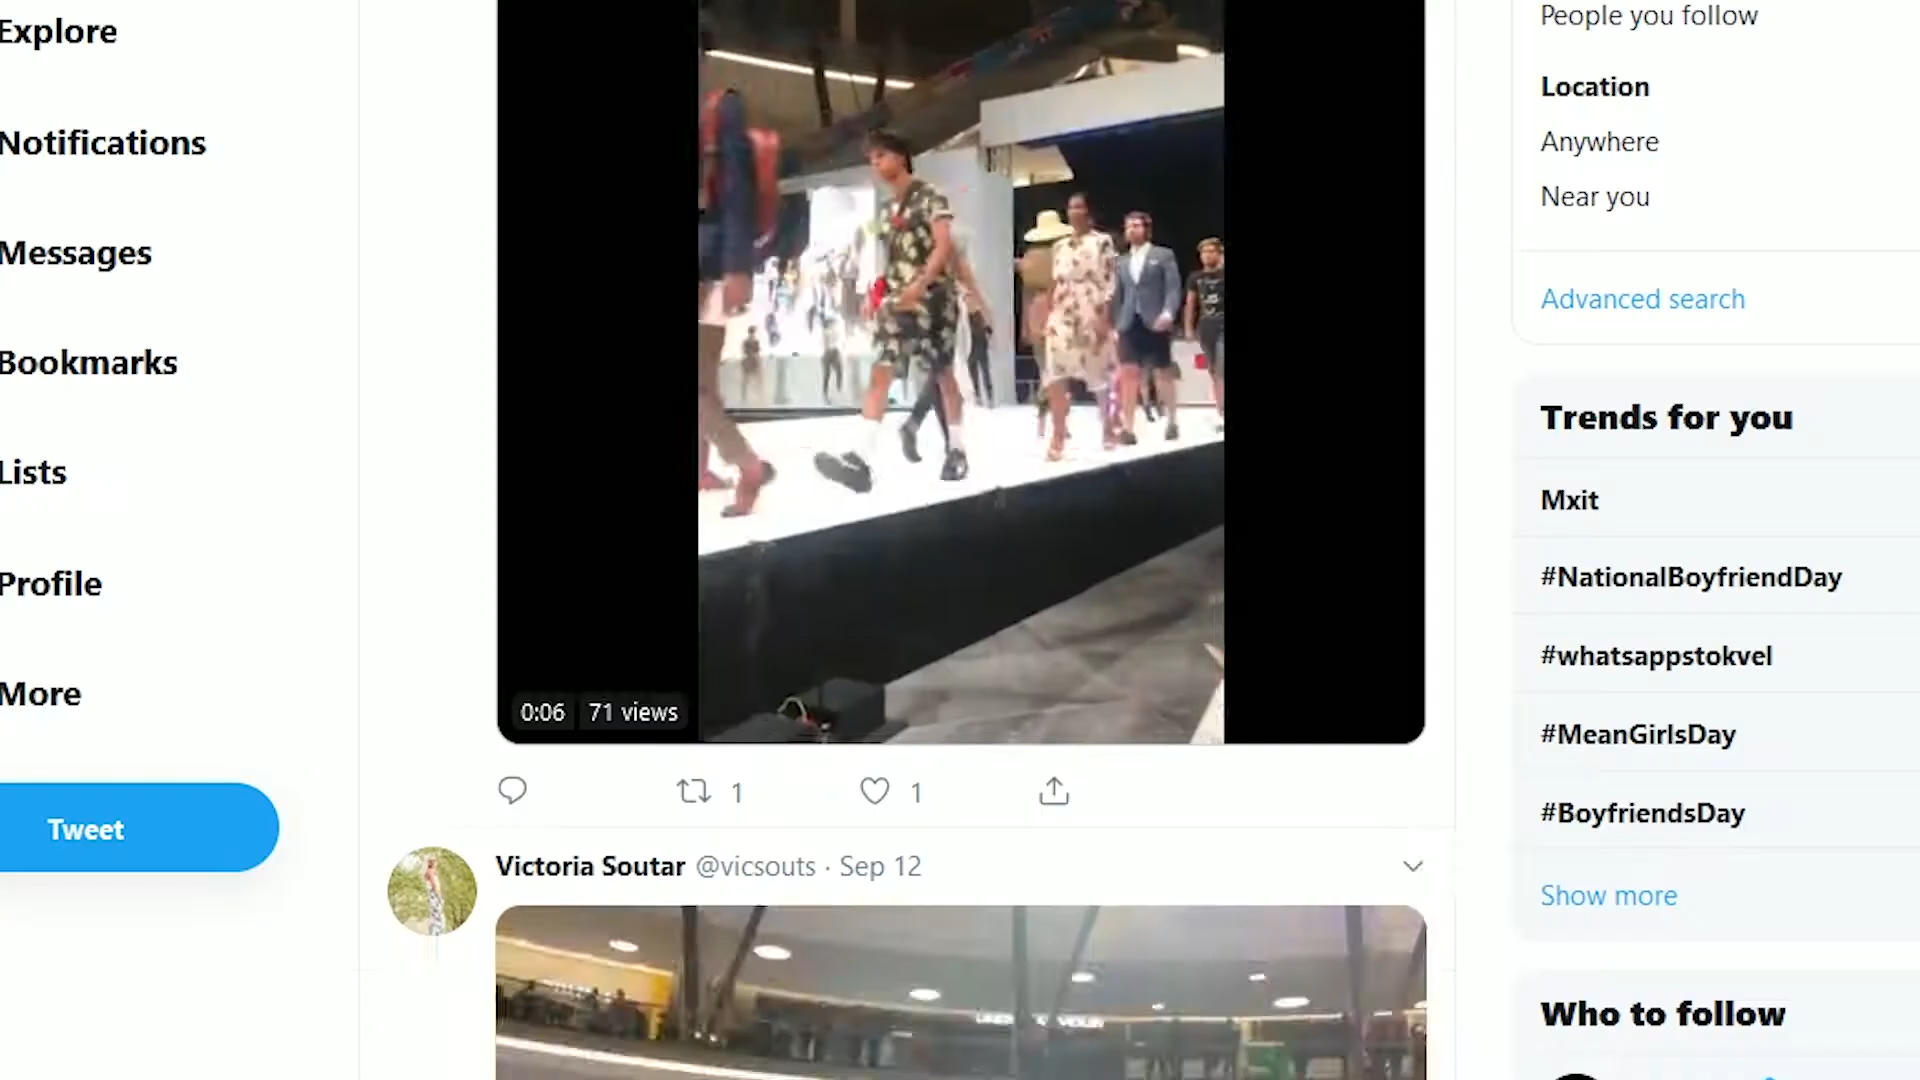 Explore
Notifications
Messages
Bookmarks
Lists
Profile
More
Tweet
0:06 71 views
1 1
Victoria Soutar @vicsouts · Sep 12
People you follow
Location
Anywhere
Near you
Advanced search
Trends for you
Mxit
#NationalBoyfriendDay
#whatsappstokvel
#MeanGirlsDay
#BoyfriendsDay
Show more
Who to follow